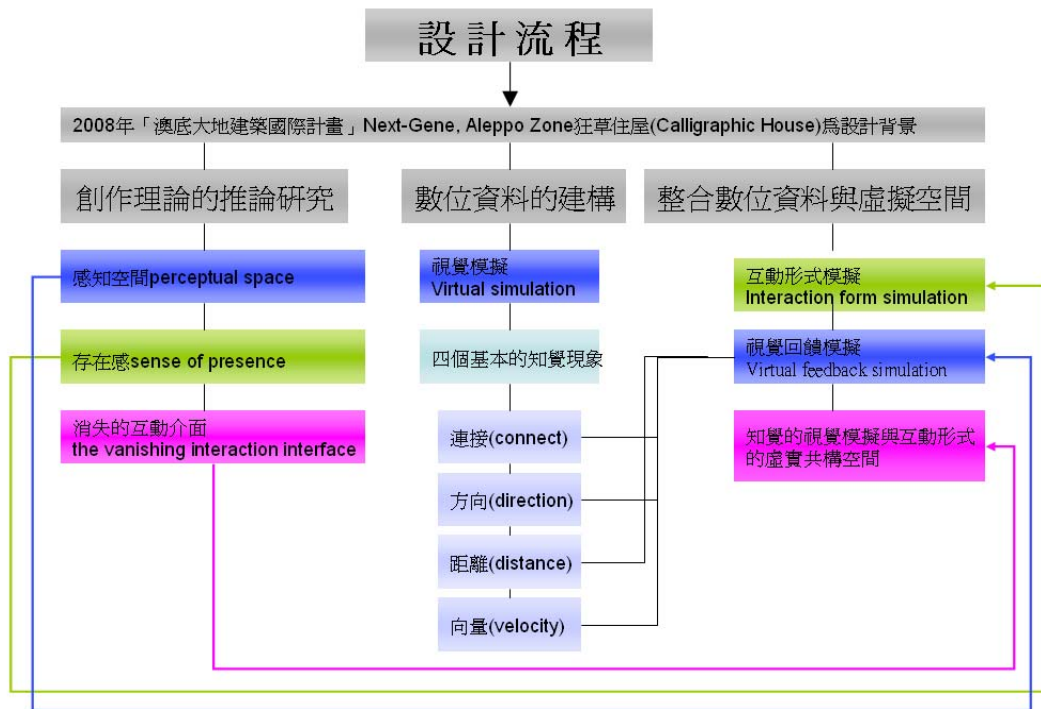 設計流程
2008年「澳底大地建築國際計畫」Next-Gene, Aleppo Zone狂草住屋(Calligraphic House)為設計背景
創作理論的推論研究
感知空間perceptual space
存在感sense of presence
消失的互動介面
the vanishing interaction interface
數位資料的建構
視覺模擬
Virtual simulation
四個基本的知覺現象
連接(connect)
方向(direction)
距離(distance)
向量(velocity)
整合數位資料與虛擬空間
互動形式模擬
Interaction form simulation
視覺回饋模擬
Virtual feedback simulation
知覺的視覺模擬與互動形式
的虛實共構空間